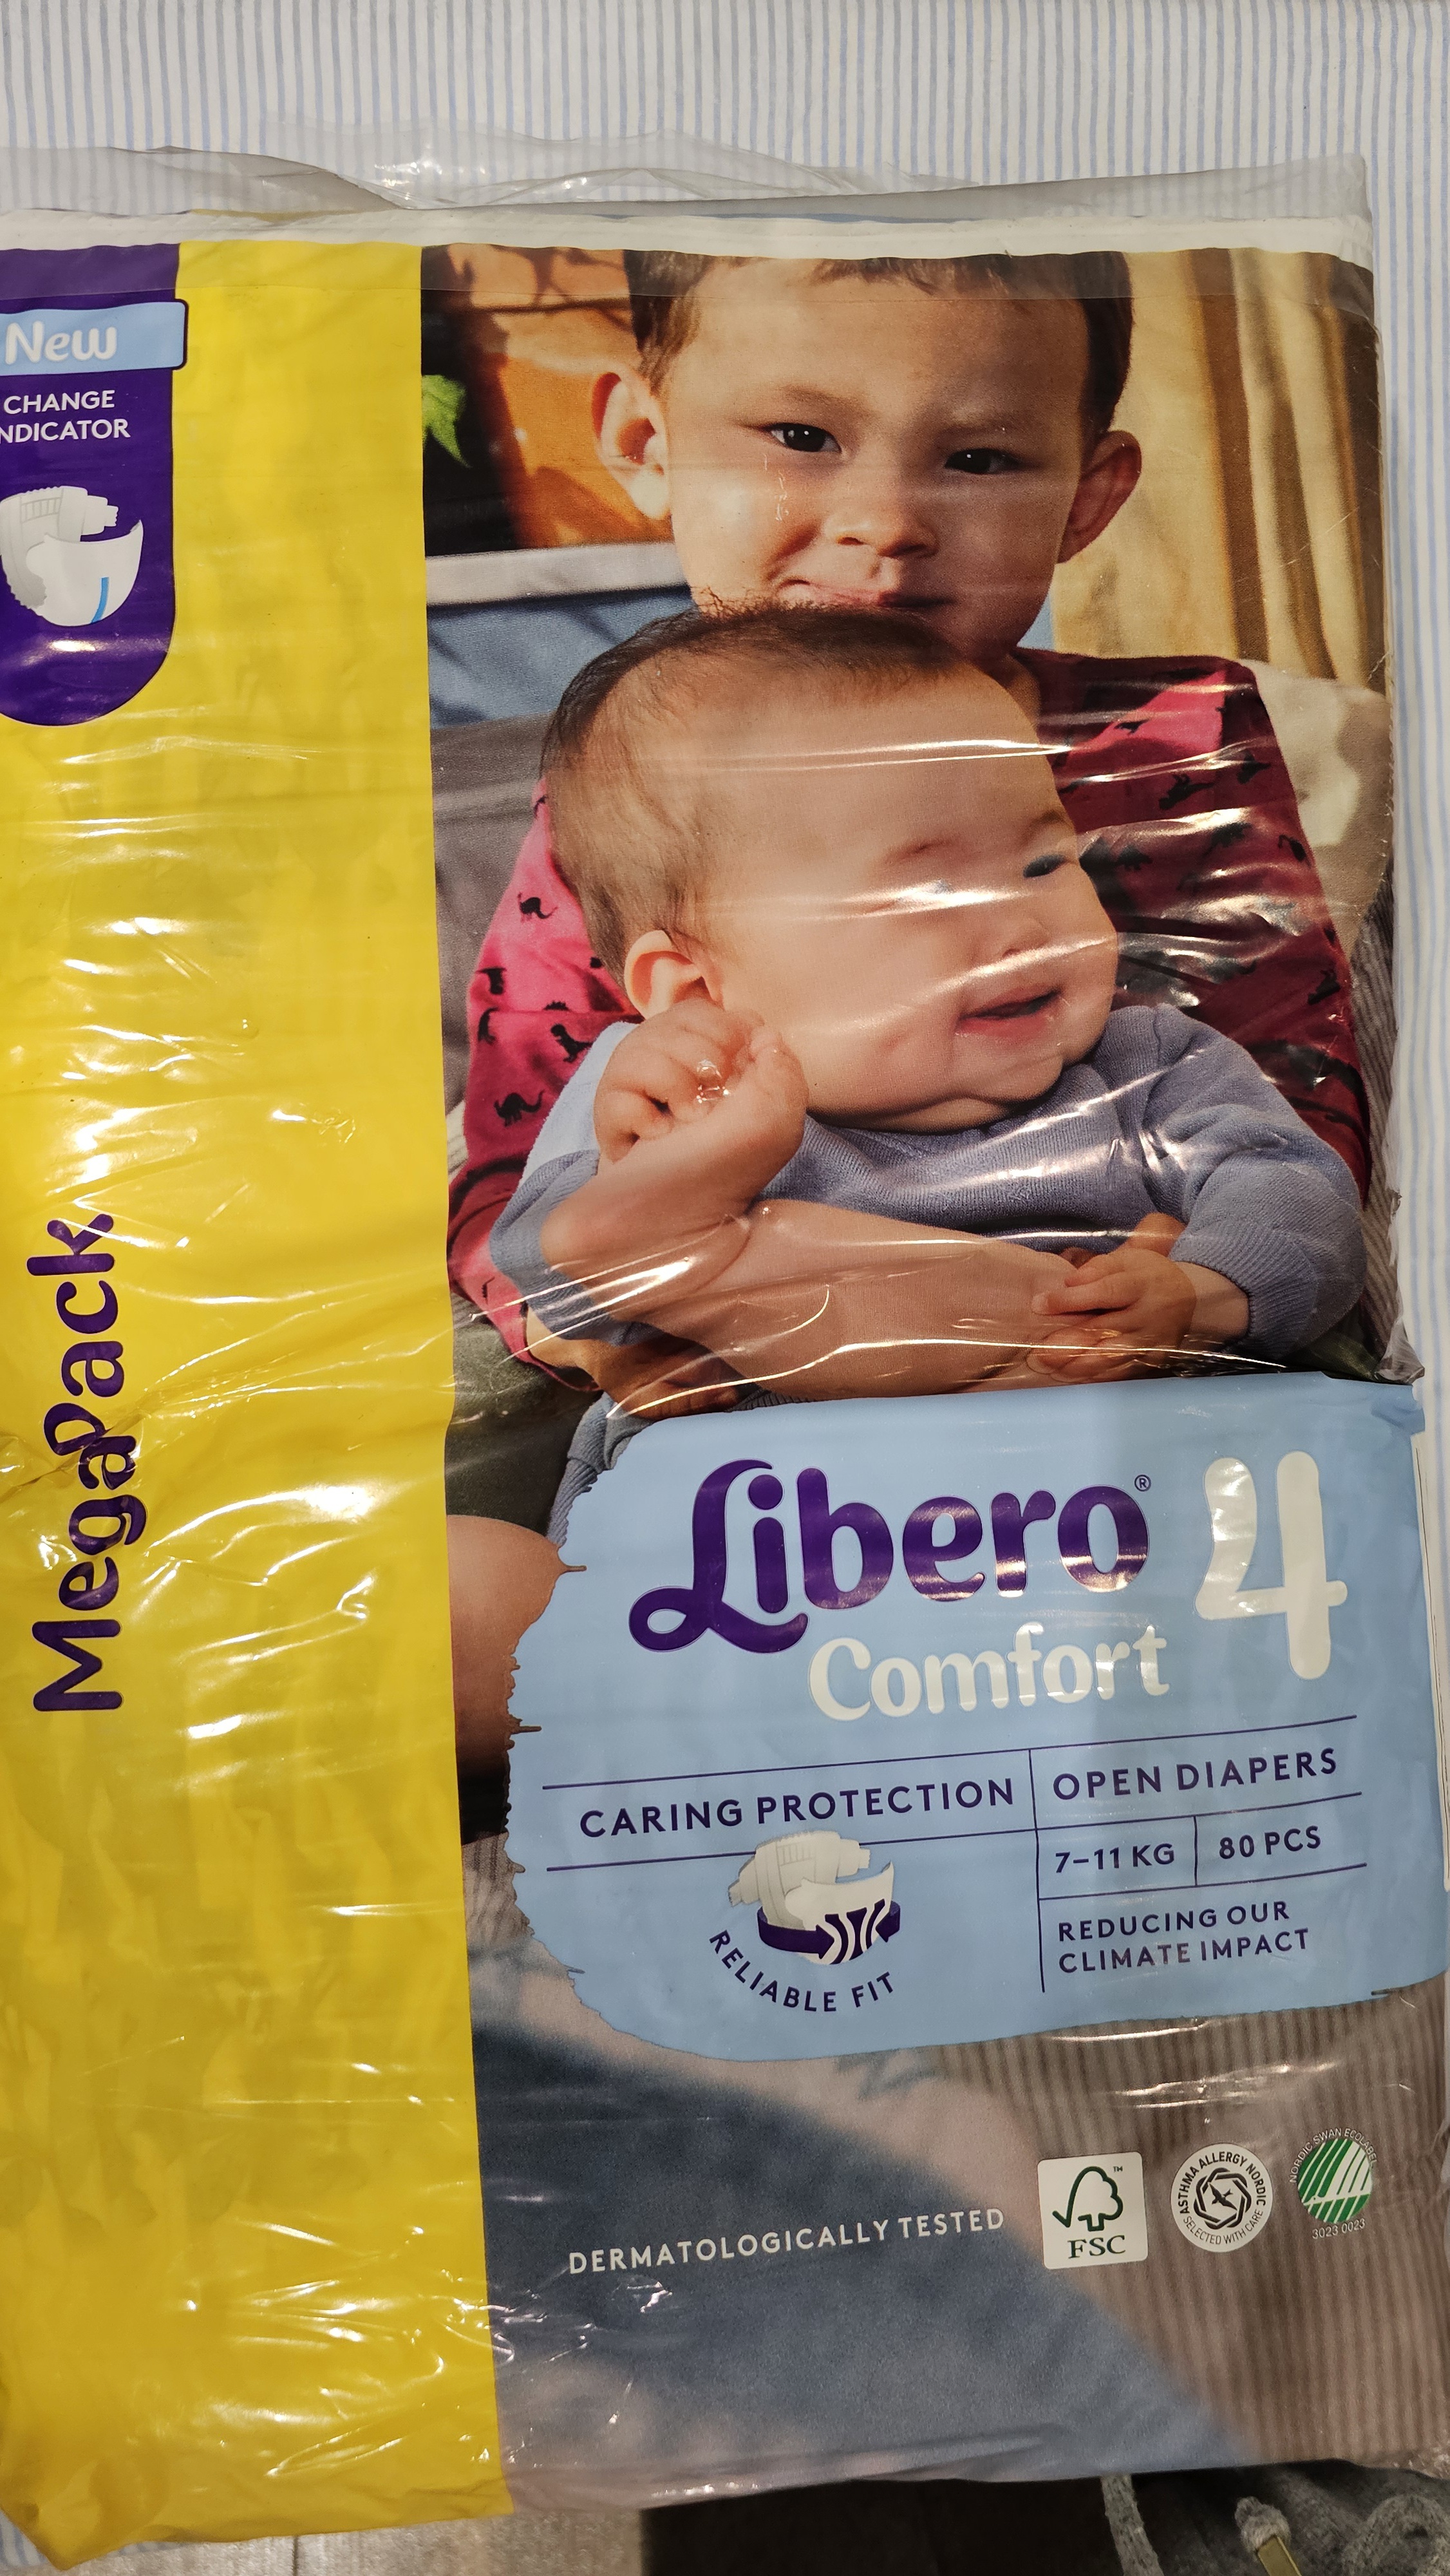 New
CHANGE
NDICATOR
Megapack
Libero® 4
Comfort
CARING PROTECTION
OPEN DIAPERS
7–11 KG
80 PCS
RELIABLE FIT
REDUCING OUR
CLIMATE IMPACT
DERMATOLOGICALLY TESTED
FSC
™
ASTHMA ALLERGY NORDIC
SELECTED WITH CARE
NORDIC SWAN ECOLABEL
3023 0023